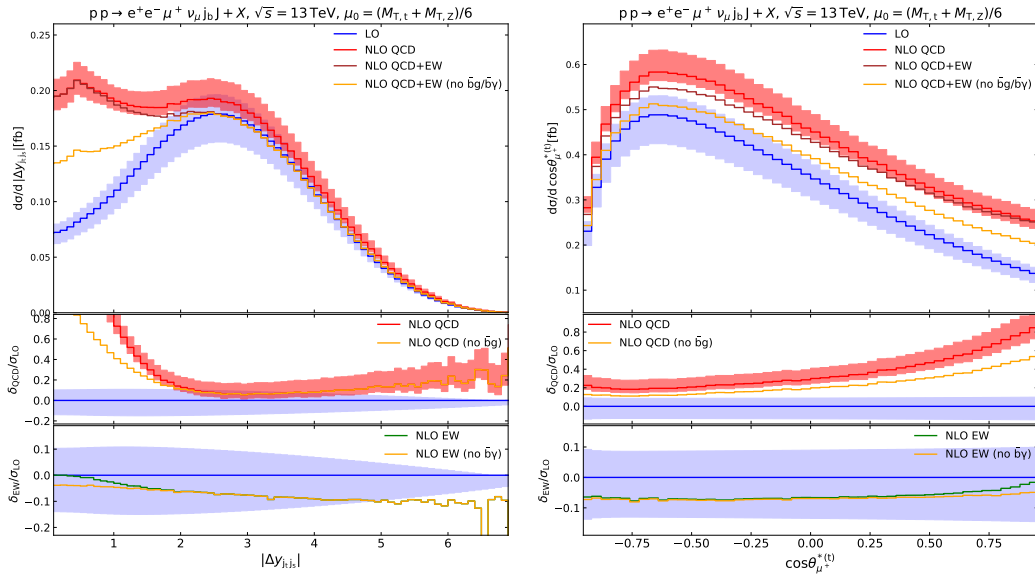 p p → e⁺e⁻ μ⁺ ν_μ j_b J + X, √s = 13 TeV, μ₀ = (M_T,t + M_T,Z)/6
LO
NLO QCD
NLO QCD+EW
NLO QCD+EW (no b̄g/b̄γ)
dσ/d |Δy_{j_t j_s}|[fb]
0.20
0.15
0.10
0.05
0.00
NLO QCD
NLO QCD (no b̄g)
δ_QCD/σ_LO
0.8
0.6
0.4
0.2
0.0
−0.2
NLO EW
NLO EW (no b̄γ)
δ_EW/σ_LO
0.1
0.0
−0.1
−0.2
1 2 3 4 5 6
|Δy_{j_t j_s}|
p p → e⁺e⁻ μ⁺ ν_μ j_b J + X, √s = 13 TeV, μ₀ = (M_T,t + M_T,Z)/6
LO
NLO QCD
NLO QCD+EW
NLO QCD+EW (no b̄g/b̄γ)
dσ/d cosθ*⁽ᵗ⁾_μ⁺[fb]
0.6
0.5
0.4
0.3
0.2
0.1
NLO QCD
NLO QCD (no b̄g)
δ_QCD/σ_LO
0.8
0.6
0.4
0.2
0.0
NLO EW
NLO EW (no b̄γ)
δ_EW/σ_LO
0.1
0.0
−0.1
−0.75 −0.50 −0.25 0.00 0.25 0.50 0.75
cosθ*⁽ᵗ⁾_μ⁺